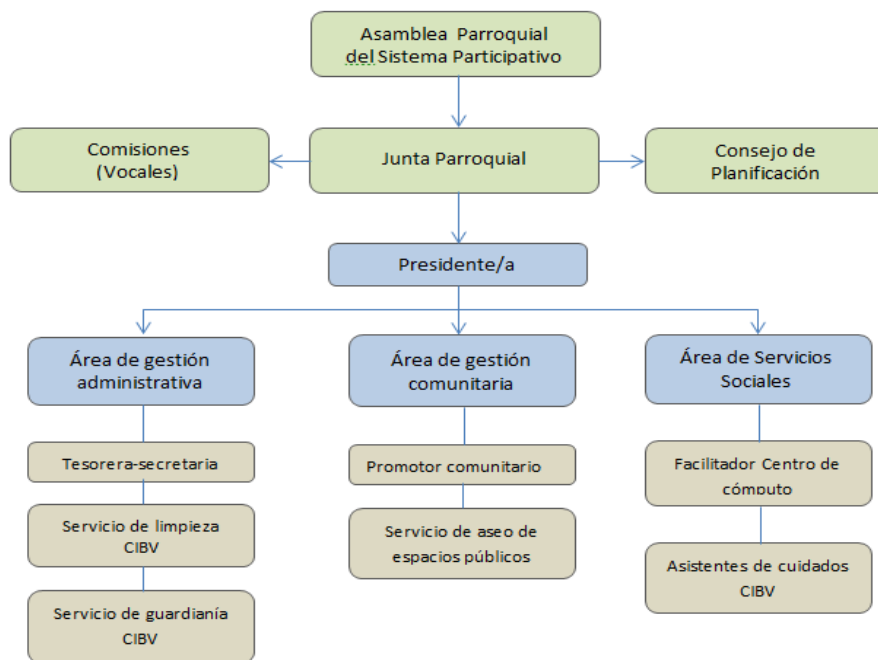 Asamblea Parroquial
del Sistema Participativo
Comisiones
(Vocales)
Junta Parroquial
Consejo de
Planificación
Presidente/a
Área de gestión
administrativa
Área de gestión
comunitaria
Área de Servicios
Sociales
Tesorera-secretaria
Promotor comunitario
Facilitador Centro de
cómputo
Servicio de limpieza
CIBV
Servicio de aseo de
espacios públicos
Asistentes de cuidados
CIBV
Servicio de guardianía
CIBV